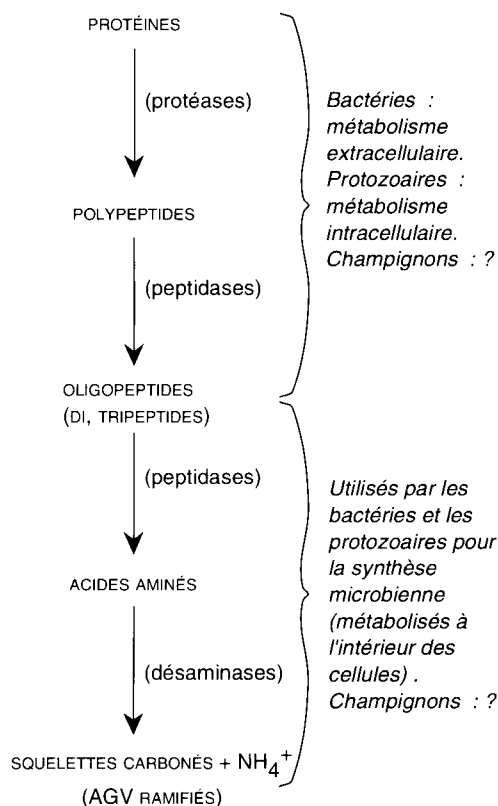 PROTÉINES
(protéases)
POLYPEPTIDES
(peptidases)
OLIGOPEPTIDES
(DI, TRIPEPTIDES)
(peptidases)
ACIDES AMINÉS
(désaminases)
SQUELETTES CARBONÉS + NH₄⁺
(AGV RAMIFIÉS)
Bactéries :
métabolisme
extracellulaire.
Protozoaires :
métabolisme
intracellulaire.
Champignons : ?
Utilisés par les
bactéries et les
protozoaires pour
la synthèse
microbienne
(métabolisés à
l'intérieur des
cellules) .
Champignons : ?